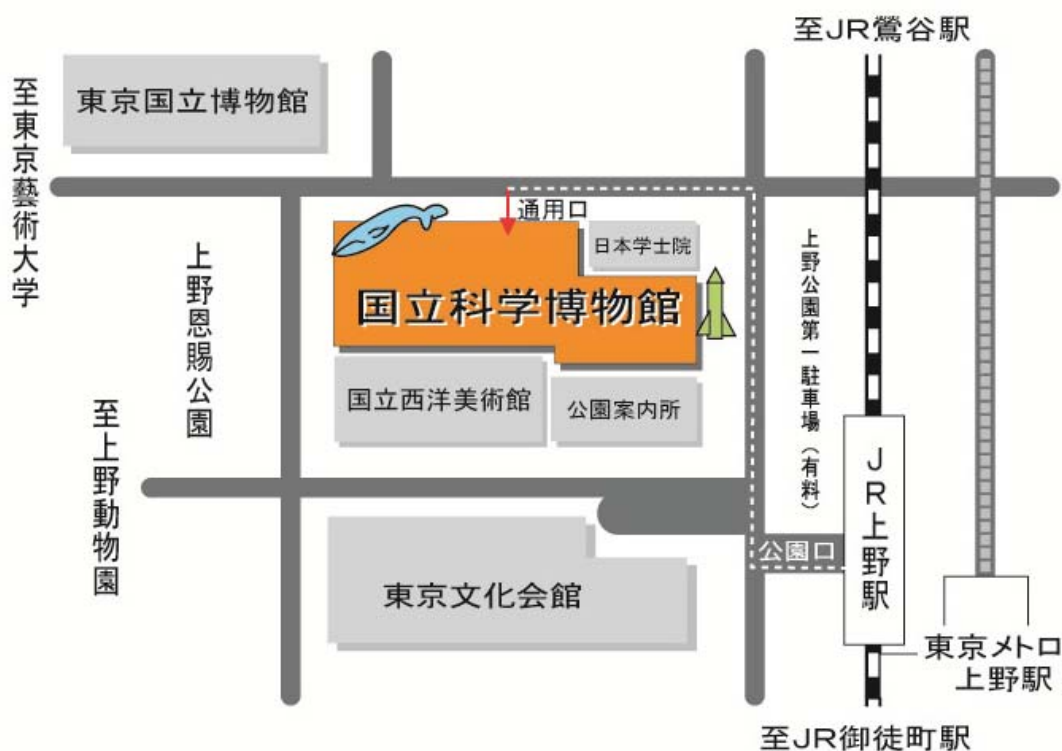 至JR鶯谷駅
東京国立博物館
至東京藝術大学
通用口
日本学士院
上野恩賜公園
国立科学博物館
上野公園第一駐車場（有料）
国立西洋美術館
公園案内所
至上野動物園
JR上野駅
公園口
東京文化会館
東京メトロ
上野駅
至JR御徒町駅